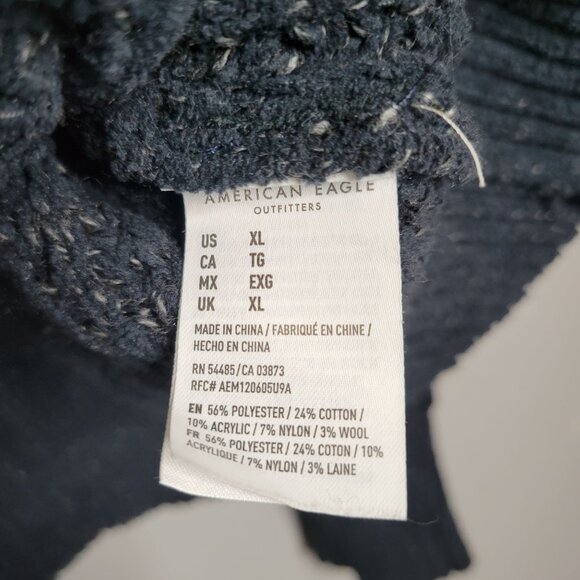 AMERICAN EAGLE
OUTFITTERS
US XL
CA TG
MX EXG
UK XL
MADE IN CHINA / FABRIQUÉ EN CHINE /
HECHO EN CHINA
RN 54485 / CA 03873
RFC# AEM120605U9A
EN 56% POLYESTER / 24% COTTON /
10% ACRYLIC / 7% NYLON / 3% WOOL
FR 56% POLYESTER / 24% COTON / 10%
ACRYLIQUE / 7% NYLON / 3% LAINE